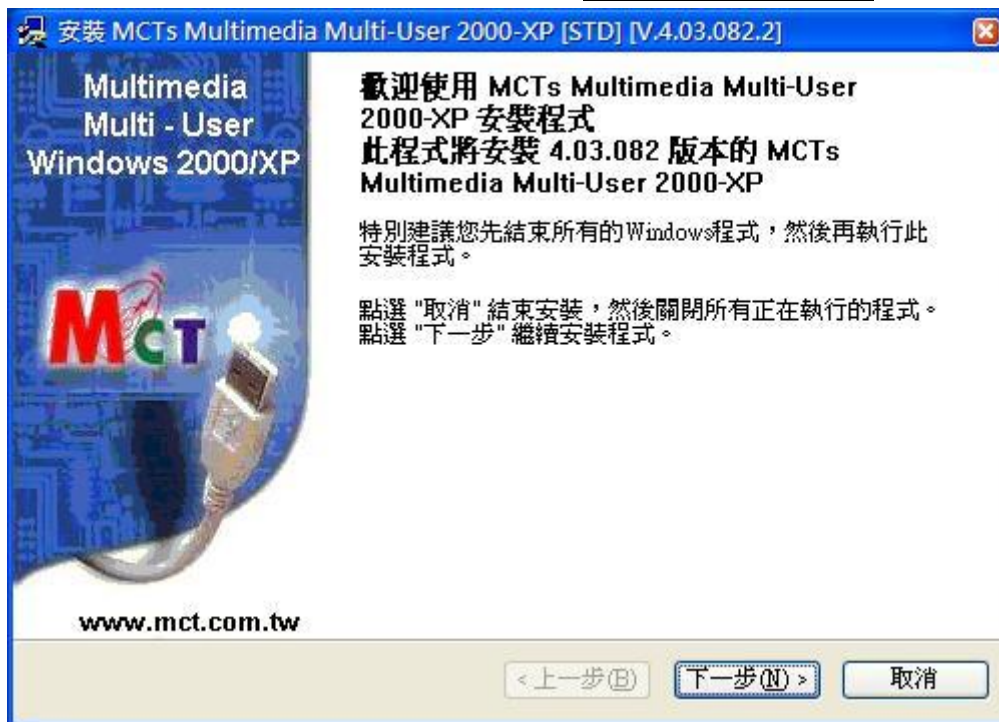 安裝 MCTs Multimedia Multi-User 2000-XP [STD] [V.4.03.082.2]
Multimedia
Multi - User
Windows 2000/XP
MCT
www.mct.com.tw
歡迎使用 MCTs Multimedia Multi-User
2000-XP 安裝程式
此程式將安裝 4.03.082 版本的 MCTs
Multimedia Multi-User 2000-XP
特別建議您先結束所有的Windows程式，然後再執行此
安裝程式。
點選 "取消" 結束安裝，然後關閉所有正在執行的程式。
點選 "下一步" 繼續安裝程式。
<上一步(B) 下一步(N)> 取消